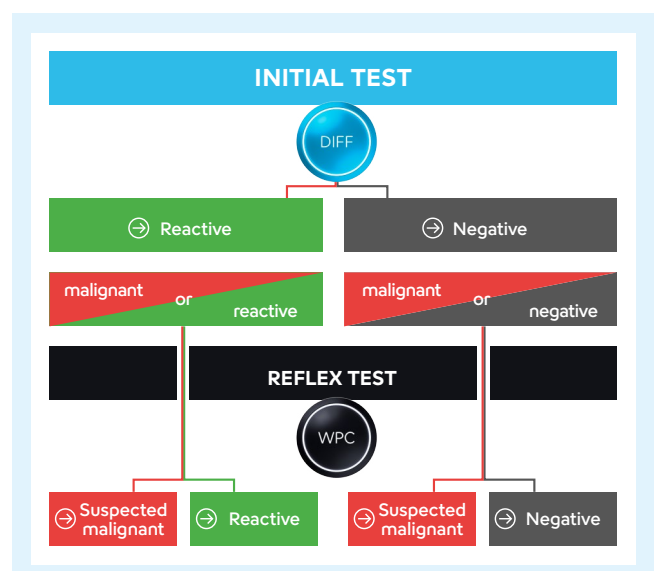 INITIAL TEST
DIFF
Reactive
Negative
malignant
or
reactive
malignant
or
negative
REFLEX TEST
WPC
Suspected
malignant
Reactive
Suspected
malignant
Negative